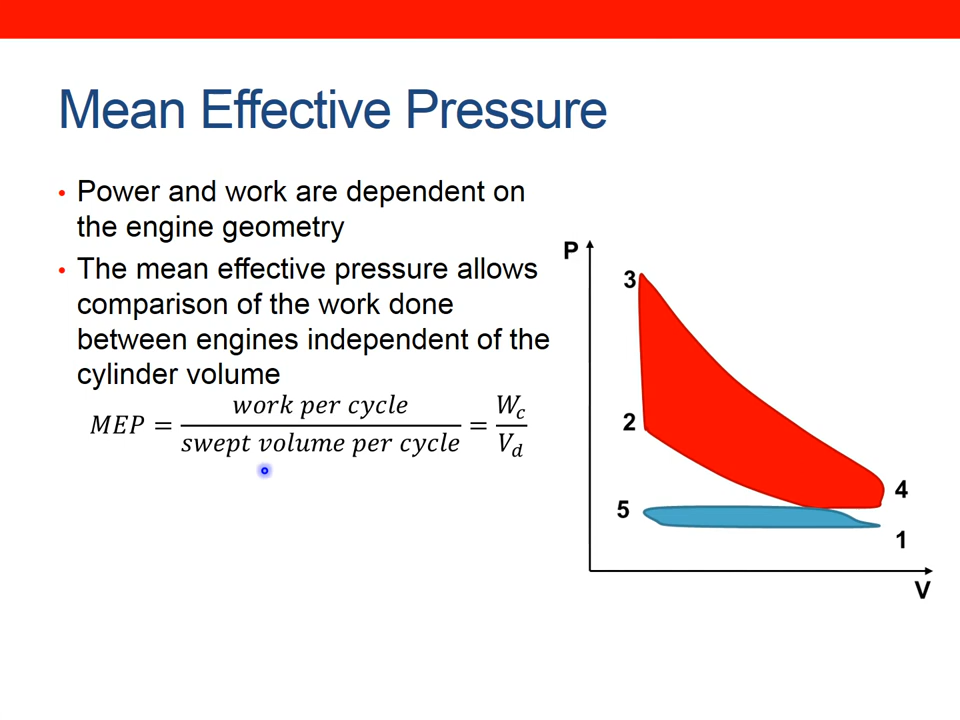 Mean Effective Pressure
• Power and work are dependent on
the engine geometry
• The mean effective pressure allows
comparison of the work done
between engines independent of the
cylinder volume
MEP = work per cycle / swept volume per cycle = W_c / V_d
P
3
2
4
5
1
V